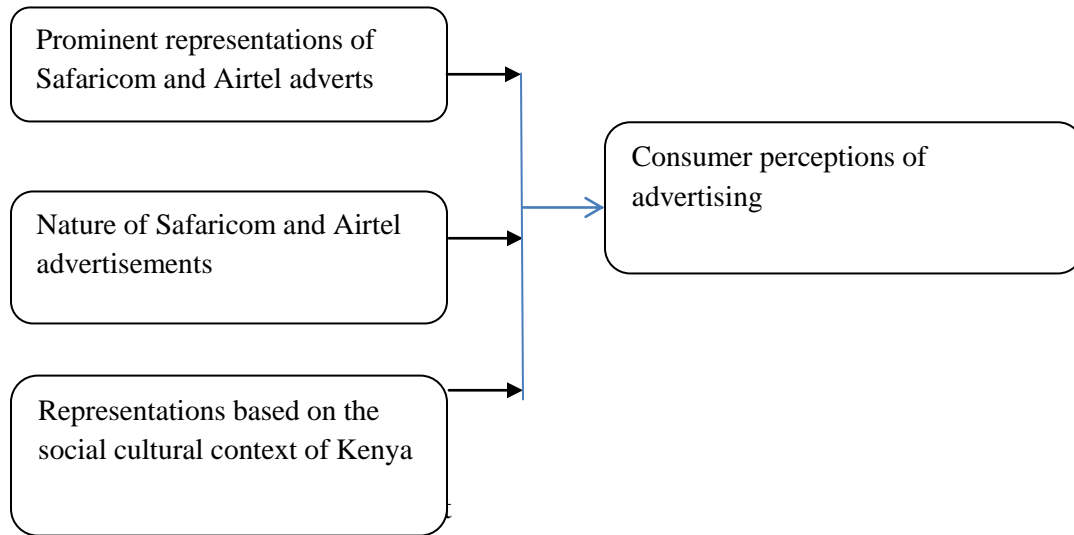 Prominent representations of
Safaricom and Airtel adverts
Consumer perceptions of
advertising
Nature of Safaricom and Airtel
advertisements
Representations based on the
social cultural context of Kenya